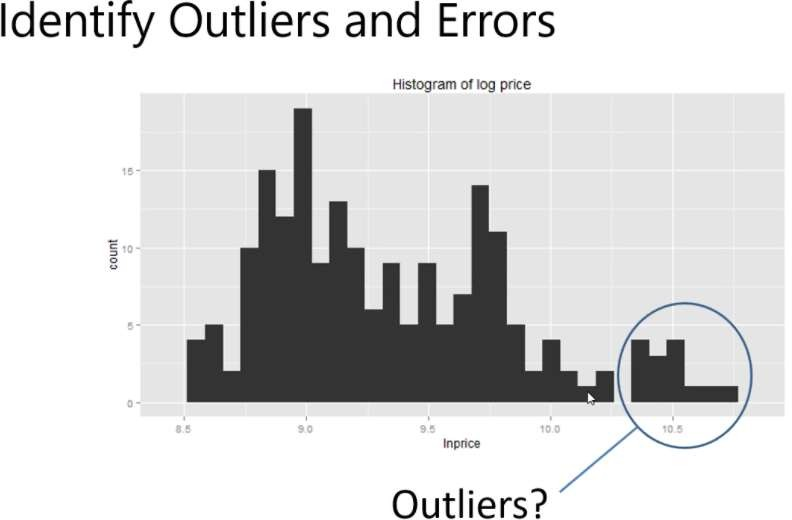 Identify Outliers and Errors
Histogram of log price
count
15
10
5
0
8.5 9.0 9.5 10.0 10.5
lnprice
Outliers?